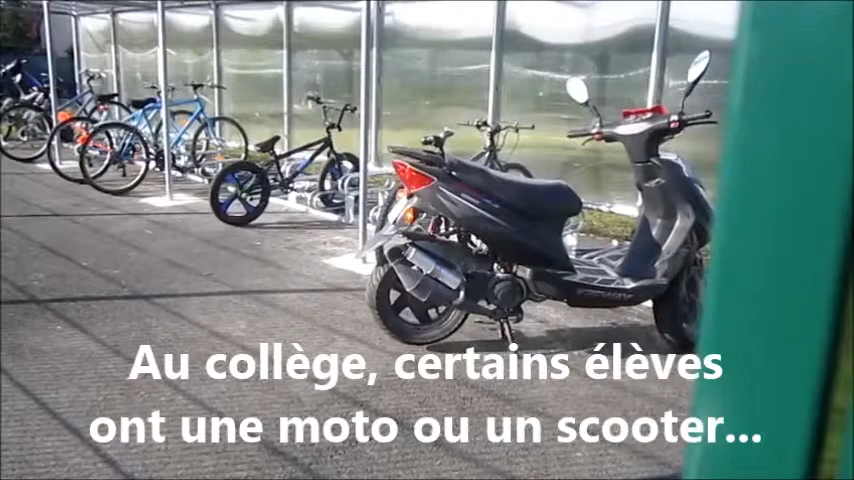 Au collège, certains élèves
ont une moto ou un scooter...